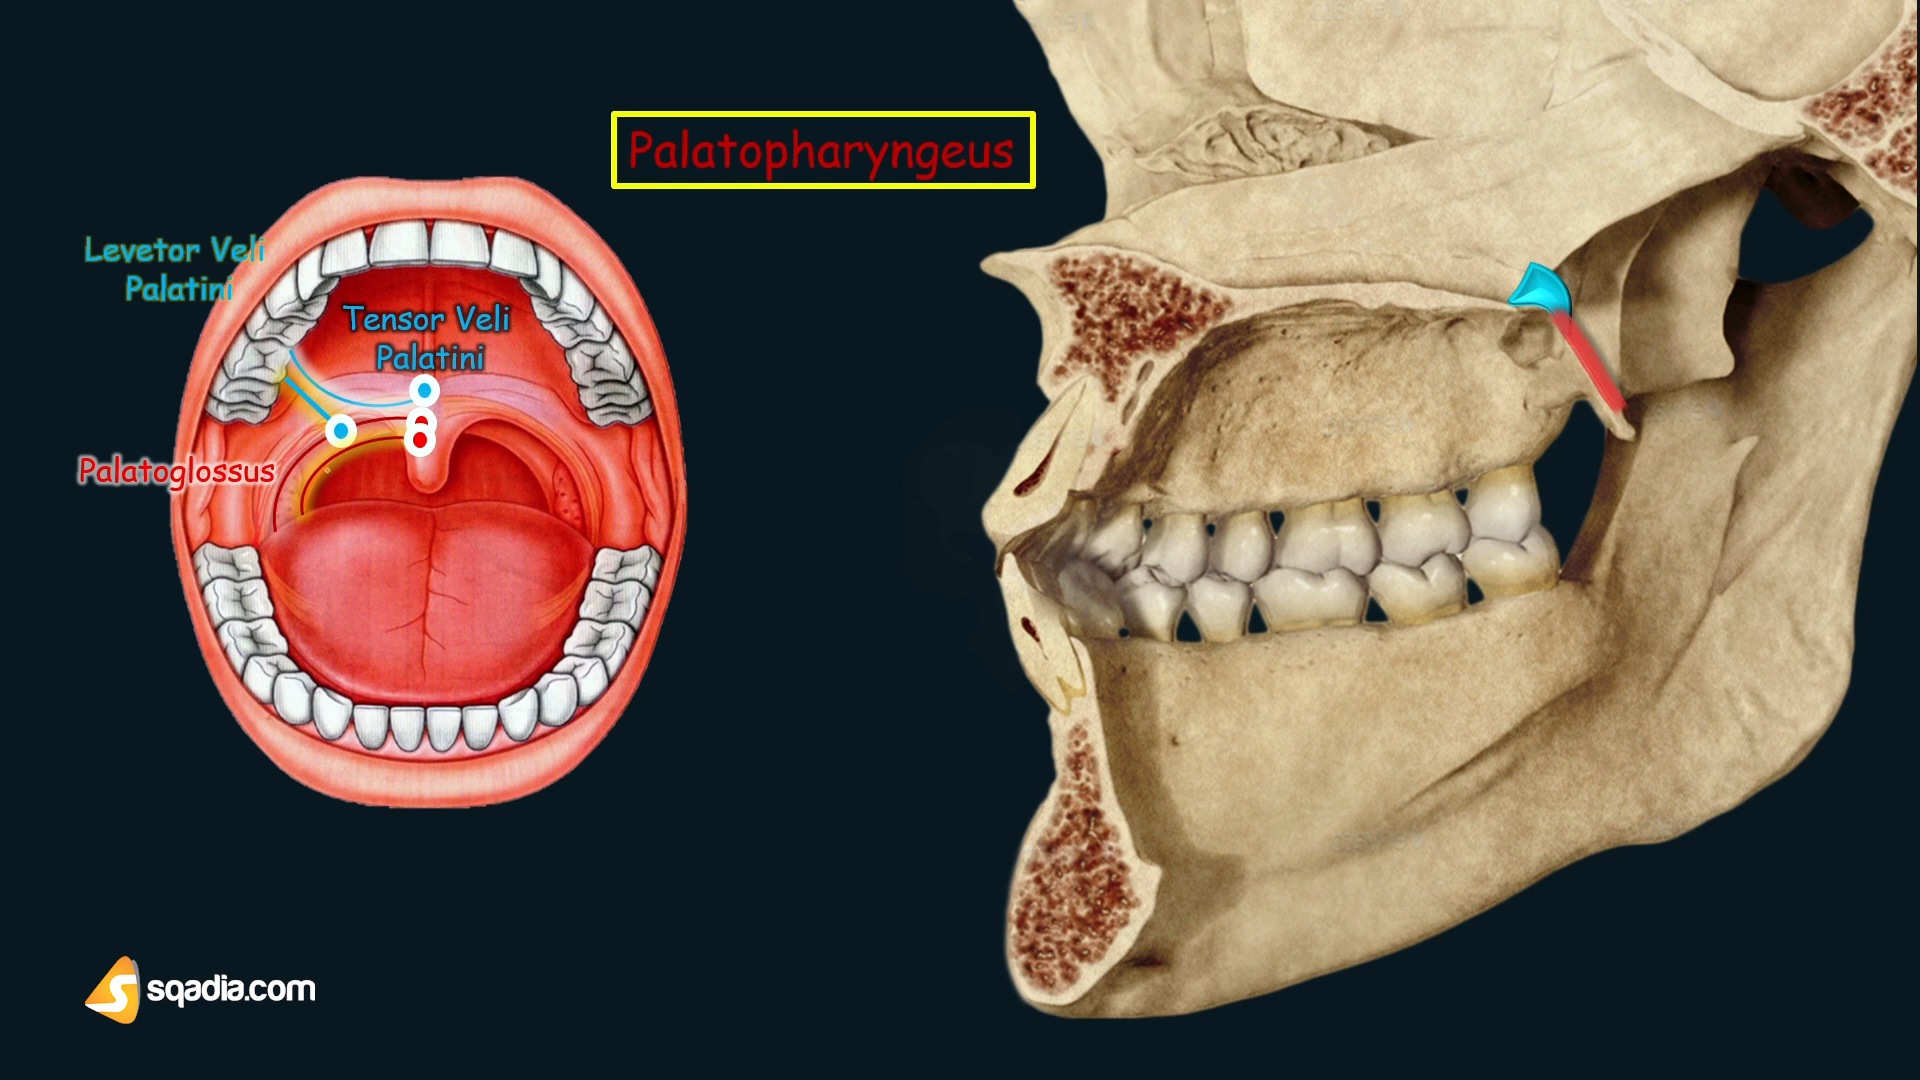 Palatopharyngeus
Levetor Veli
Palatini
Tensor Veli
Palatini
Palatoglossus
sqadia.com